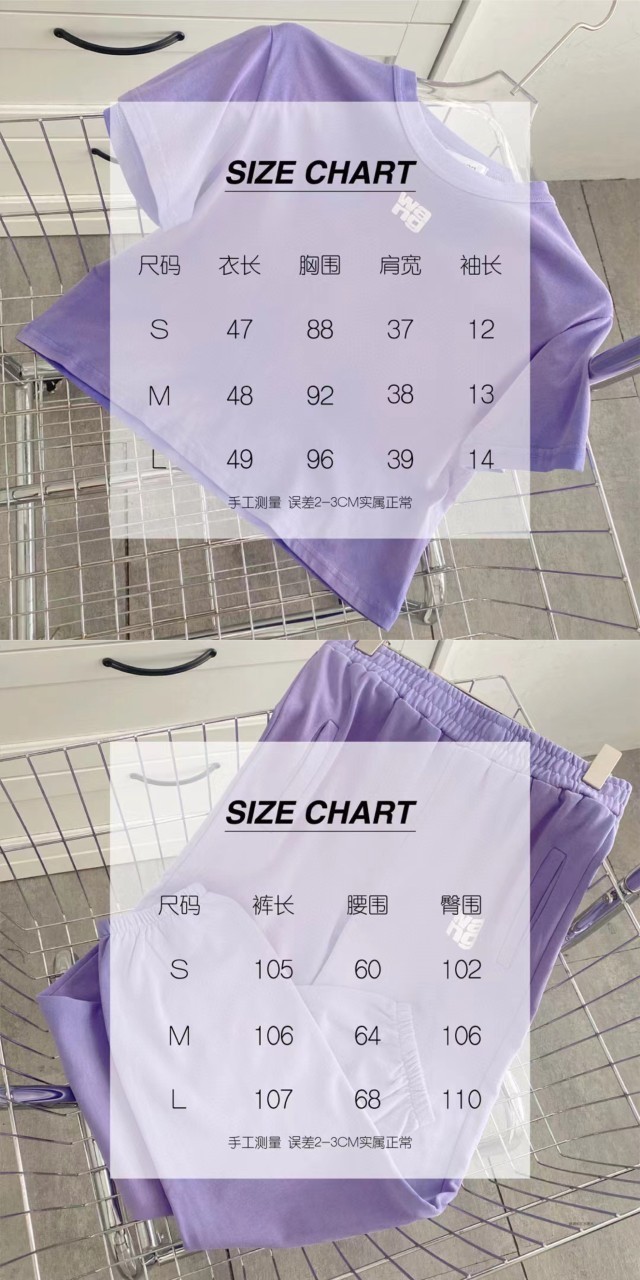 SIZE CHART
尺码 衣长 胸围 肩宽 袖长
S 47 88 37 12
M 48 92 38 13
L 49 96 39 14
手工测量 误差2-3CM实属正常
SIZE CHART
尺码 裤长 腰围 臀围
S 105 60 102
M 106 64 106
L 107 68 110
手工测量 误差2-3CM实属正常